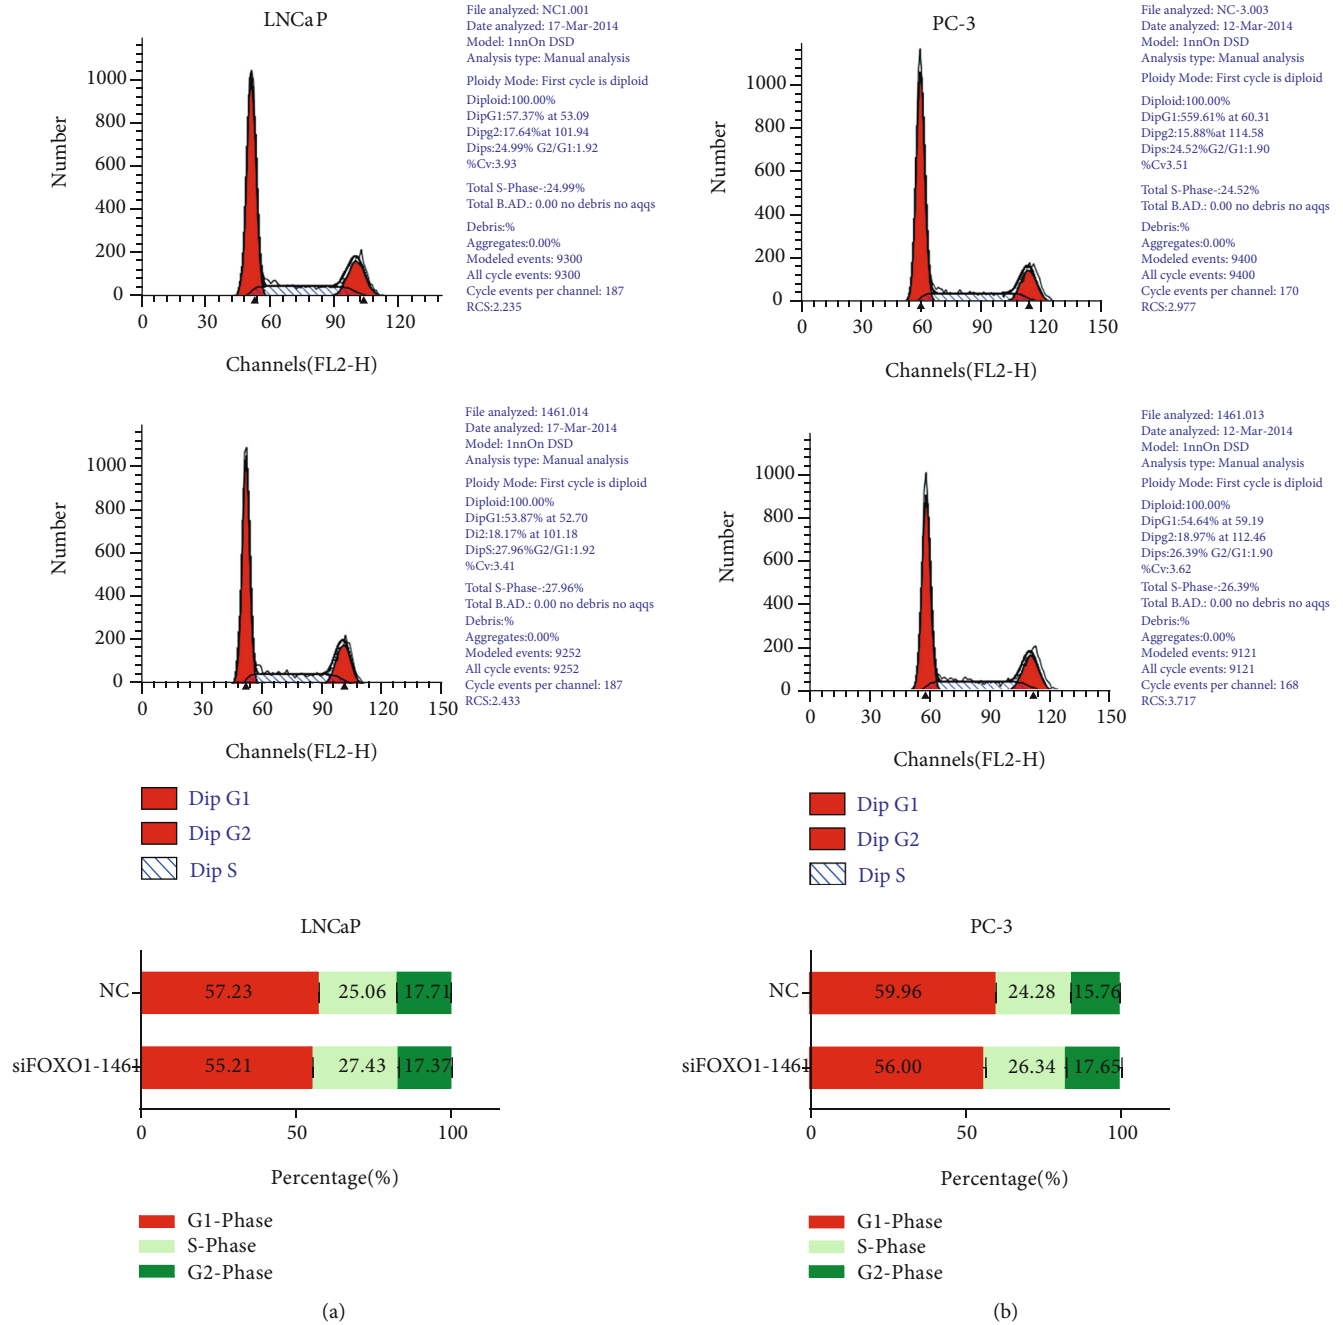 LNCaP
File analyzed: NC1.001
Date analyzed: 17-Mar-2014
Model: 1nnOn DSD
Analysis type: Manual analysis
Ploidy Mode: First cycle is diploid
Diploid:100.00%
DipG1:57.37% at 53.09
Dipg2:17.64%at 101.94
Dips:24.99% G2/G1:1.92
%Cv:3.93
Total S-Phase-:24.99%
Total B.AD.: 0.00 no debris no aqqs
Debris:%
Aggregates:0.00%
Modeled events: 9300
All cycle events: 9300
Cycle events per channel: 187
RCS:2.235
Number
1000
800
600
400
200
0
0 30 60 90 120
Channels(FL2-H)
PC-3
File analyzed: NC-3.003
Date analyzed: 12-Mar-2014
Model: 1nnOn DSD
Analysis type: Manual analysis
Ploidy Mode: First cycle is diploid
Diploid:100.00%
DipG1:559.61% at 60.31
Dipg2:15.88%at 114.58
Dips:24.52%G2/G1:1.90
%Cv3.51
Total S-Phase-:24.52%
Total B.AD.: 0.00 no debris no aqqs
Debris:%
Aggregates:0.00%
Modeled events: 9400
All cycle events: 9400
Cycle events per channel: 170
RCS:2.977
Number
1000
800
600
400
200
0
0 30 60 90 120 150
Channels(FL2-H)
File analyzed: 1461.014
Date analyzed: 17-Mar-2014
Model: 1nnOn DSD
Analysis type: Manual analysis
Ploidy Mode: First cycle is diploid
Diploid:100.00%
DipG1:53.87% at 52.70
Di2:18.17% at 101.18
DipS:27.96%G2/G1:1.92
%Cv:3.41
Total S-Phase-:27.96%
Total B.AD.: 0.00 no debris no aqqs
Debris:%
Aggregates:0.00%
Modeled events: 9252
All cycle events: 9252
Cycle events per channel: 187
RCS:2.433
Number
1000
800
600
400
200
0
0 30 60 90 120 150
Channels(FL2-H)
Dip G1
Dip G2
Dip S
File analyzed: 1461.013
Date analyzed: 12-Mar-2014
Model: 1nnOn DSD
Analysis type: Manual analysis
Ploidy Mode: First cycle is diploid
Diploid:100.00%
DipG1:54.64% at 59.19
Dipg2:18.97% at 112.46
Dips:26.39% G2/G1:1.90
%Cv:3.62
Total S-Phase-:26.39%
Total B.AD.: 0.00 no debris no aqqs
Debris:%
Aggregates:0.00%
Modeled events: 9121
All cycle events: 9121
Cycle events per channel: 168
RCS:3.717
Number
1000
800
600
400
200
0
0 30 60 90 120 150
Channels(FL2-H)
Dip G1
Dip G2
Dip S
LNCaP
NC 57.23 25.06 17.71
siFOXO1-1461 55.21 27.43 17.37
0 50 100
Percentage(%)
G1-Phase
S-Phase
G2-Phase
(a)
PC-3
NC 59.96 24.28 15.76
siFOXO1-1461 56.00 26.34 17.65
0 50 100
Percentage(%)
G1-Phase
S-Phase
G2-Phase
(b)